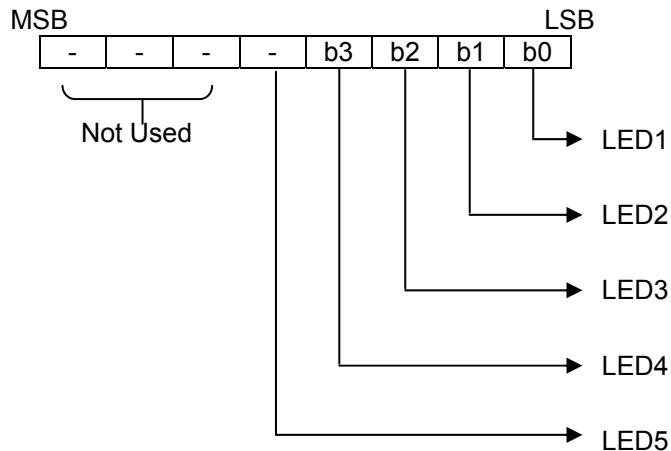 MSB LSB
- - - - b3 b2 b1 b0
Not Used
LED1
LED2
LED3
LED4
LED5